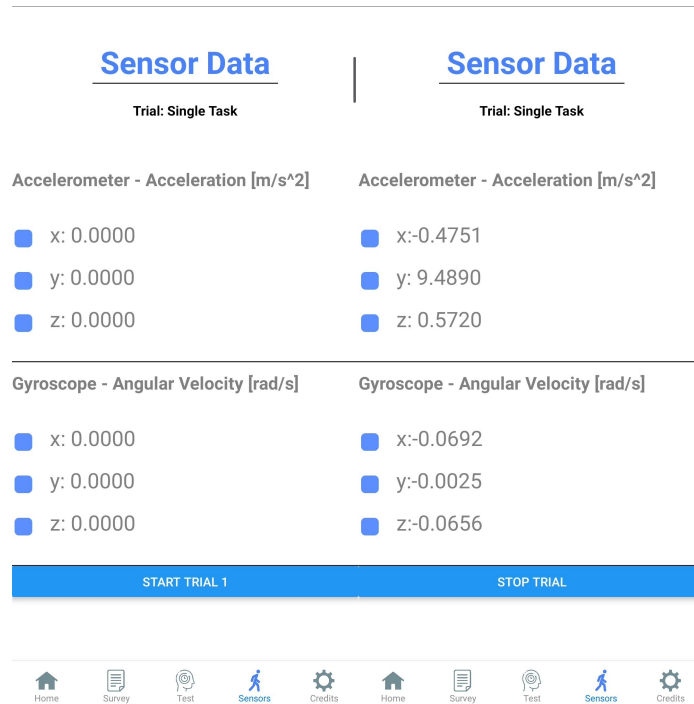 Sensor Data
Trial: Single Task
Accelerometer - Acceleration [m/s^2]
x: 0.0000
y: 0.0000
z: 0.0000
Gyroscope - Angular Velocity [rad/s]
x: 0.0000
y: 0.0000
z: 0.0000
START TRIAL 1
Home Survey Test Sensors Credits
Sensor Data
Trial: Single Task
Accelerometer - Acceleration [m/s^2]
x:-0.4751
y: 9.4890
z: 0.5720
Gyroscope - Angular Velocity [rad/s]
x:-0.0692
y:-0.0025
z:-0.0656
STOP TRIAL
Home Survey Test Sensors Credits